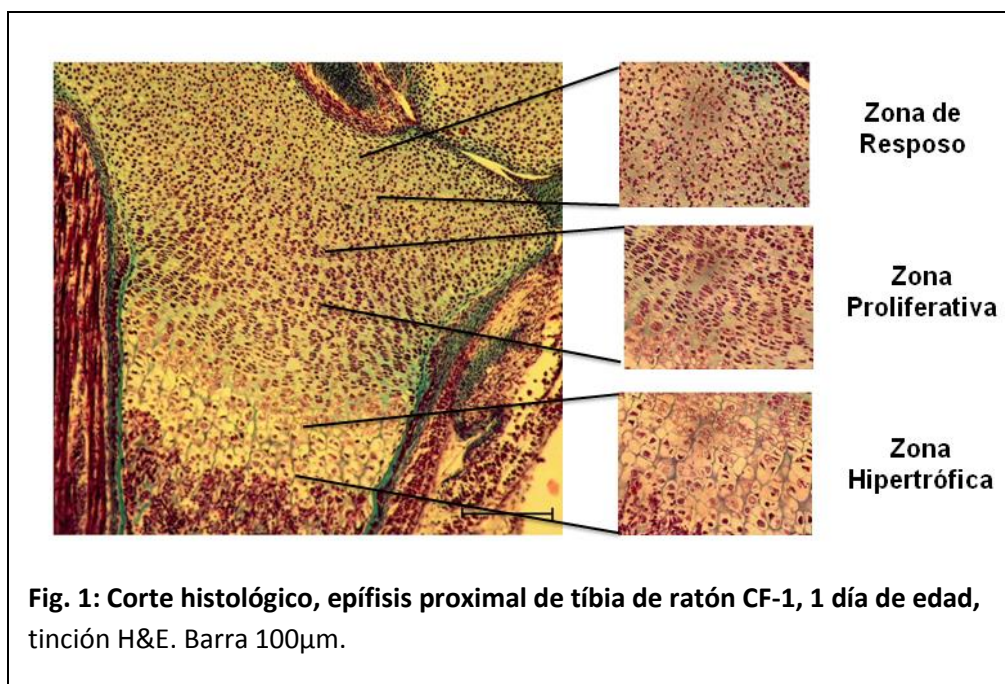 Zona de
Resposo
Zona
Proliferativa
Zona
Hipertrófica
Fig. 1: Corte histológico, epífisis proximal de tíbia de ratón CF-1, 1 día de edad,
tinción H&E. Barra 100µm.